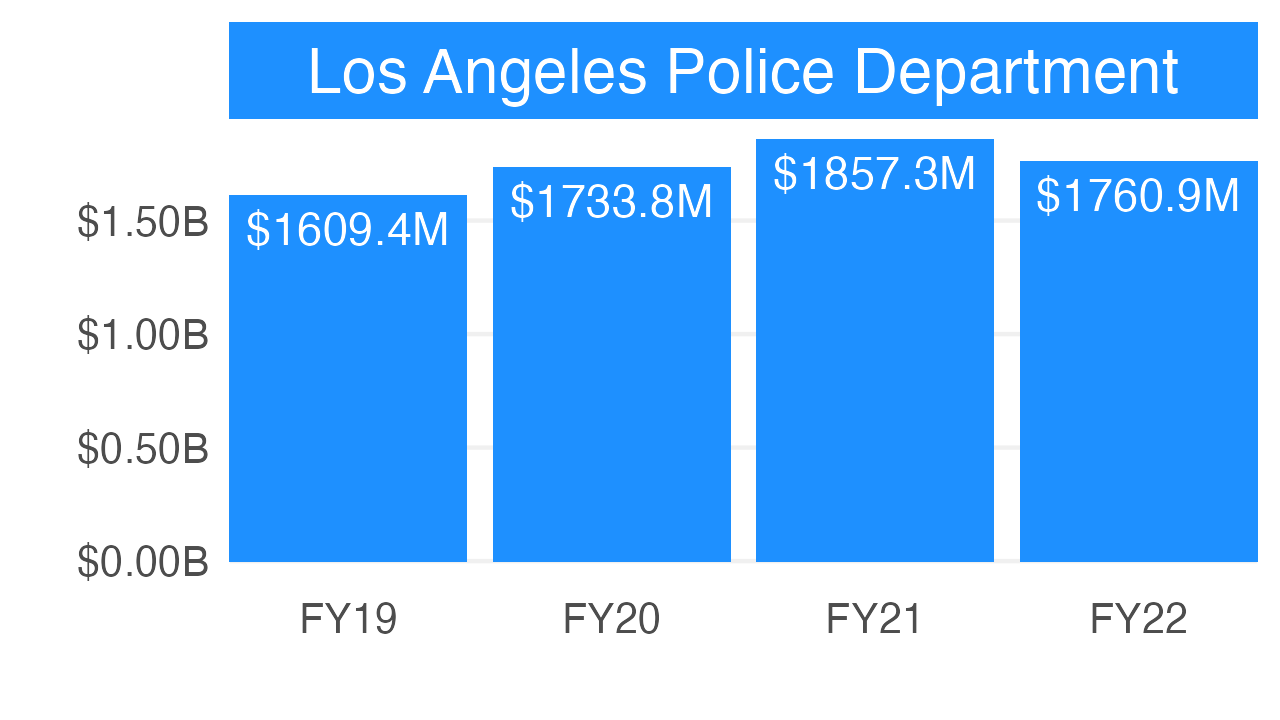 Los Angeles Police Department
$1609.4M
$1733.8M
$1857.3M
$1760.9M
$1.50B
$1.00B
$0.50B
$0.00B
FY19 FY20 FY21 FY22